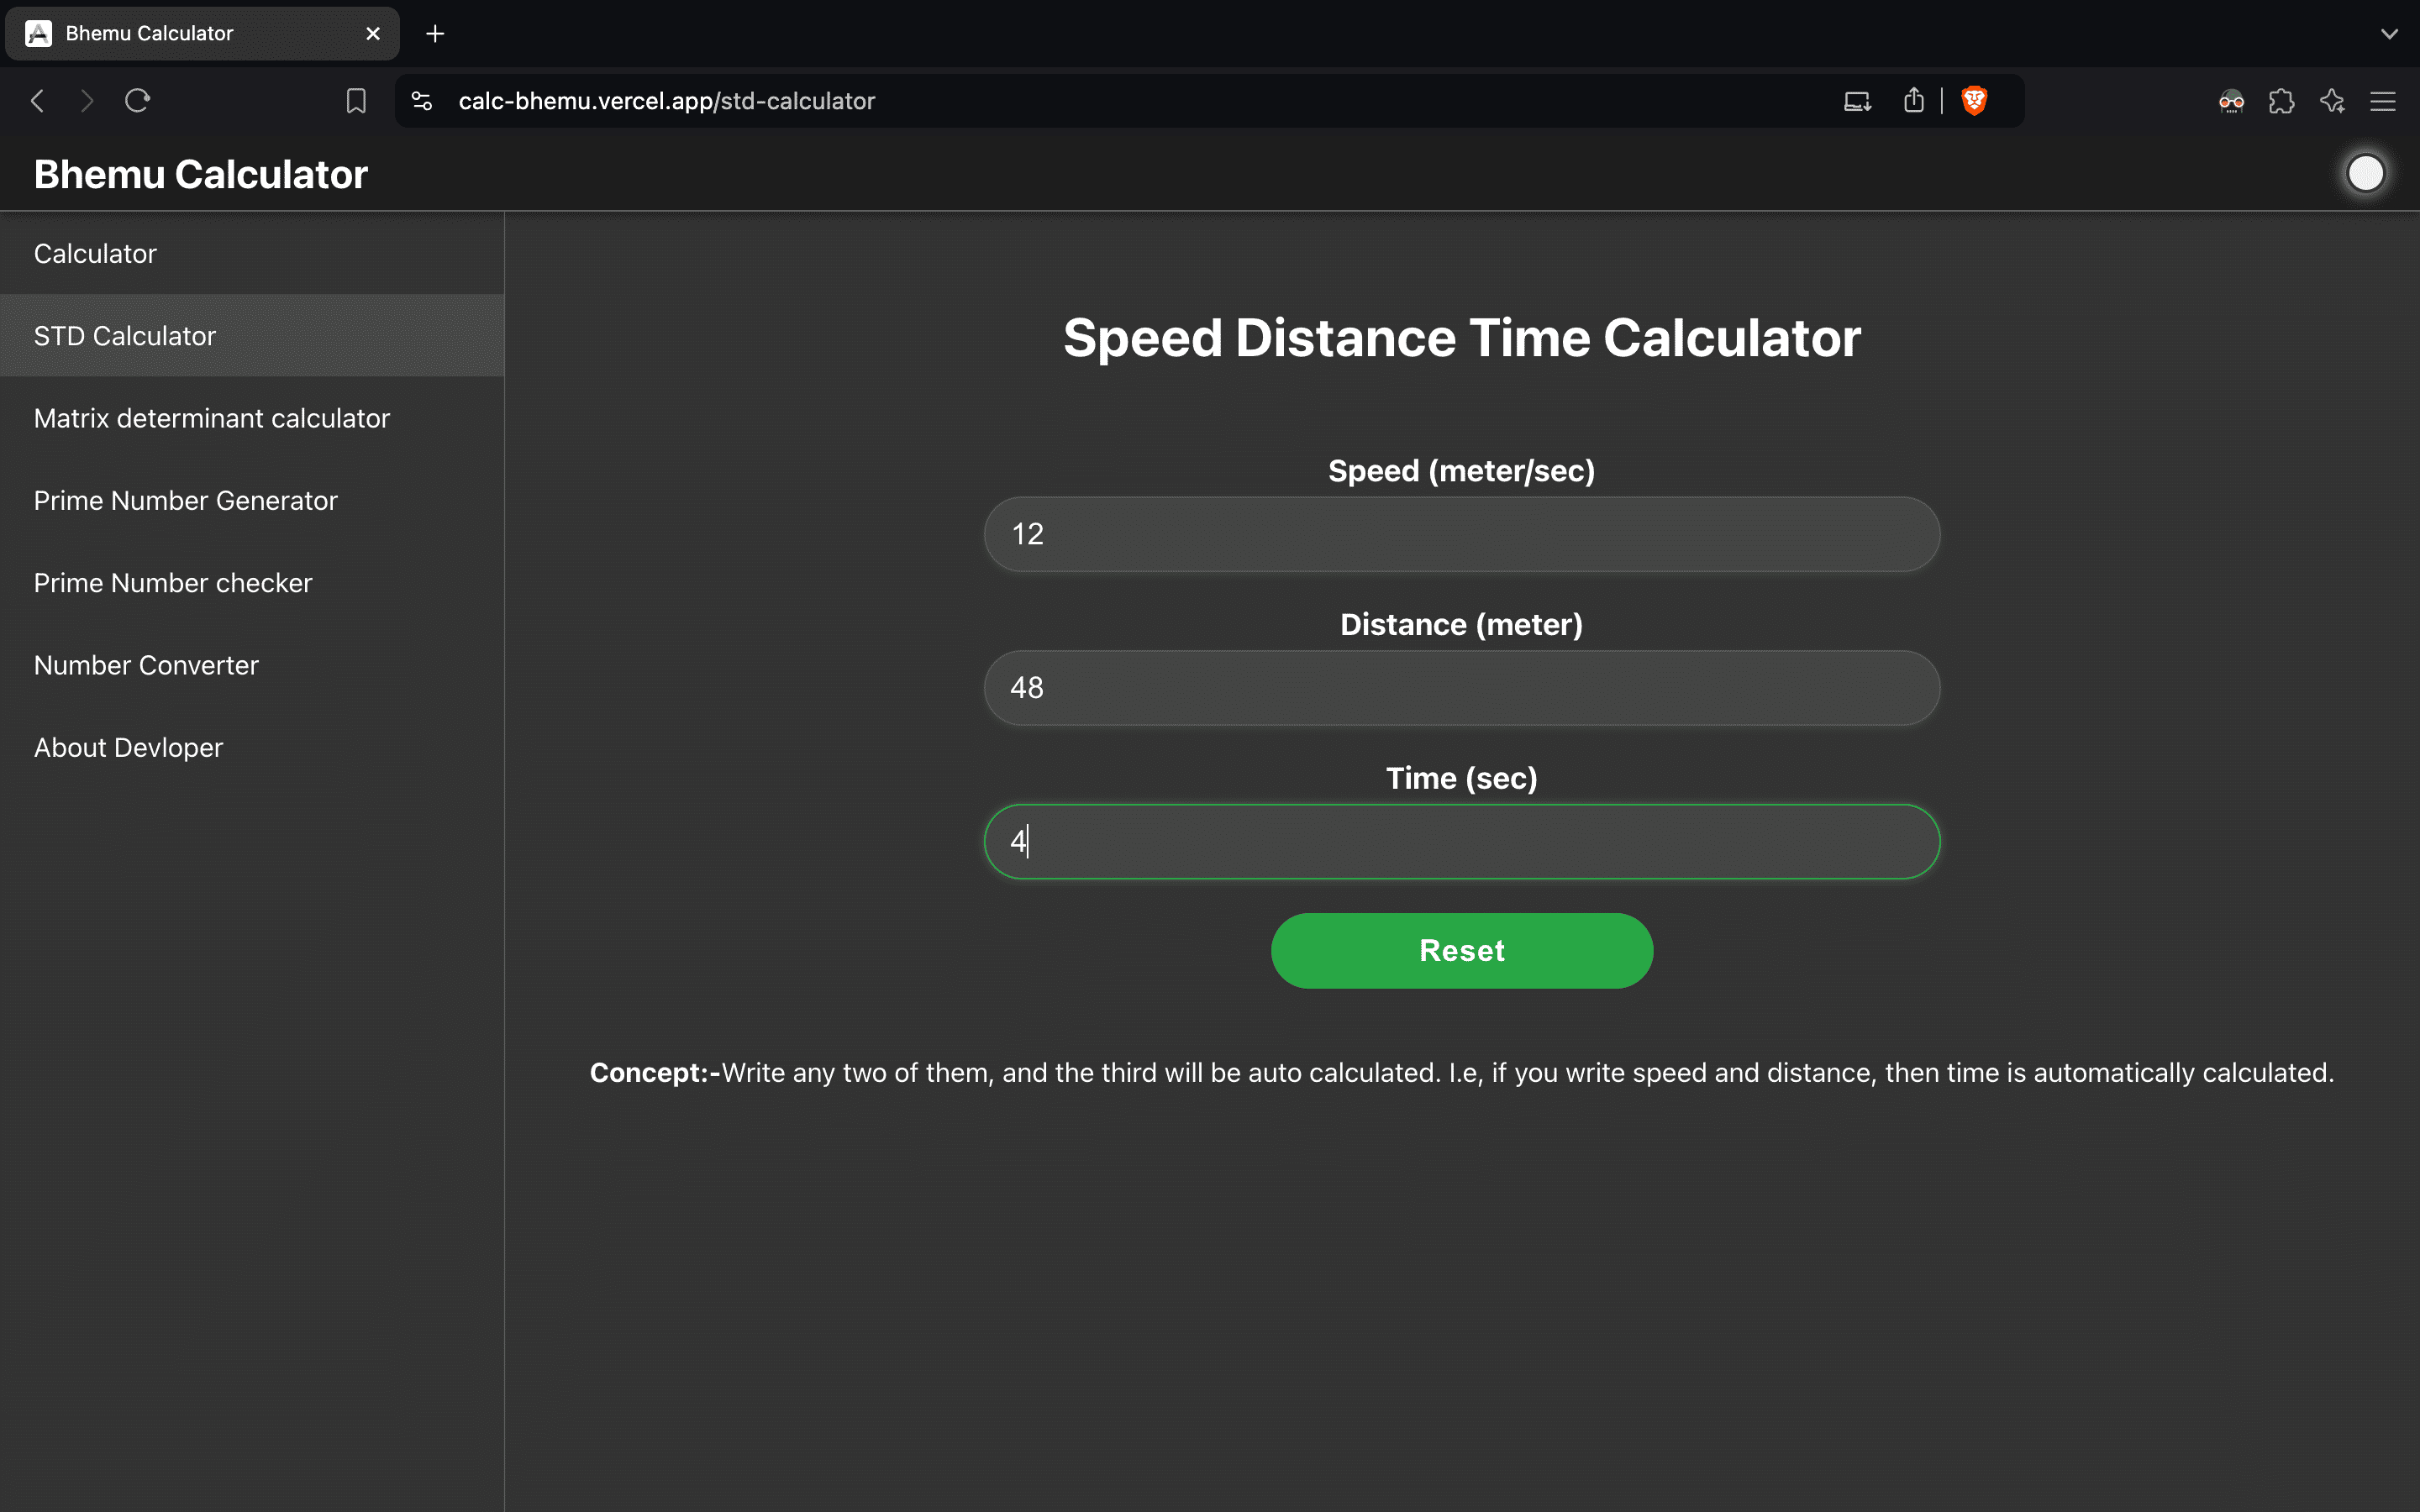 Bhemu Calculator
calc-bhemu.vercel.app/std-calculator
Bhemu Calculator
Calculator
STD Calculator
Matrix determinant calculator
Prime Number Generator
Prime Number checker
Number Converter
About Devloper
Speed Distance Time Calculator
Speed (meter/sec)
12
Distance (meter)
48
Time (sec)
4
Reset
Concept:-Write any two of them, and the third will be auto calculated. I.e, if you write speed and distance, then time is automatically calculated.